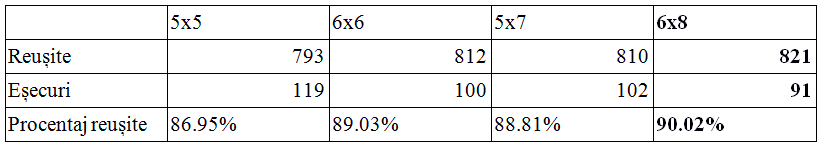 5x5 6x6 5x7 6x8
Reușite 793 812 810 821
Eșecuri 119 100 102 91
Procentaj reușite 86.95% 89.03% 88.81% 90.02%